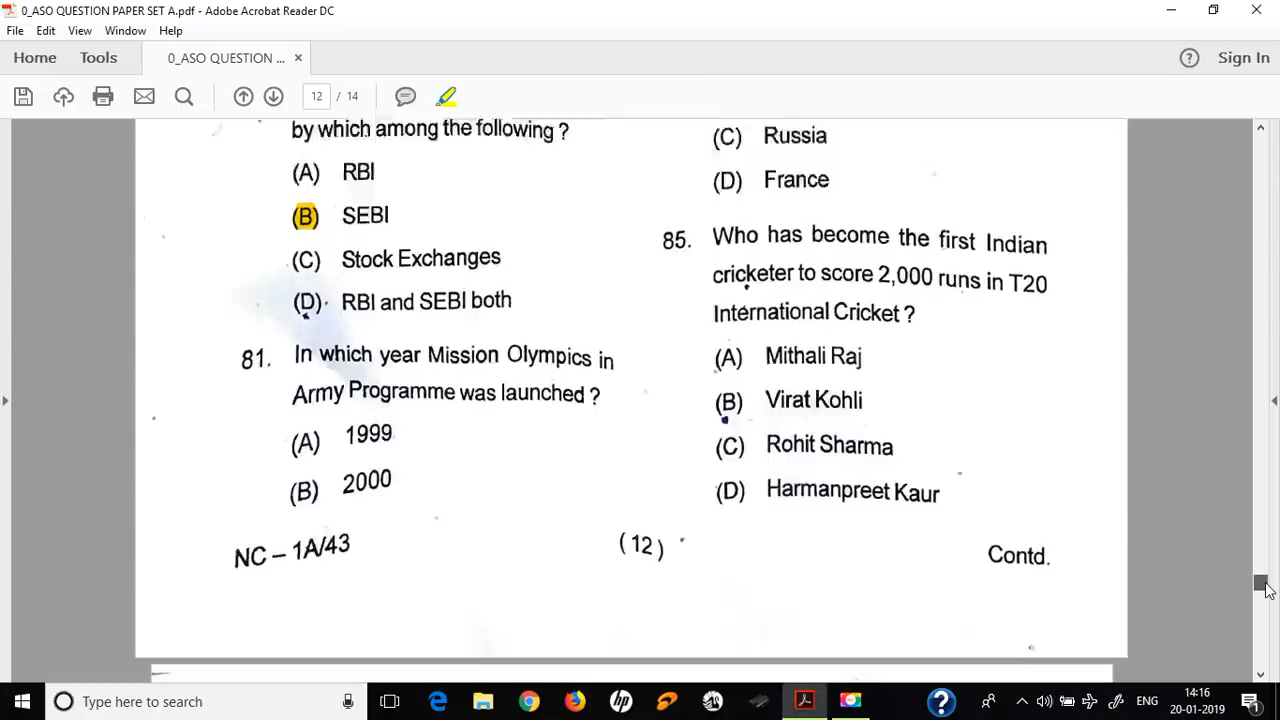 0_ASO QUESTION PAPER SET A.pdf - Adobe Acrobat Reader DC
File Edit View Window Help
Home Tools 0_ASO QUESTION ... × Sign In
12 / 14
by which among the following ?
(A) RBI
(B) SEBI
(C) Stock Exchanges
(D) RBI and SEBI both
81. In which year Mission Olympics in
Army Programme was launched ?
(A) 1999
(B) 2000
(C) Russia
(D) France
85. Who has become the first Indian
cricketer to score 2,000 runs in T20
International Cricket ?
(A) Mithali Raj
(B) Virat Kohli
(C) Rohit Sharma
(D) Harmanpreet Kaur
NC – 1A/43 (12) Contd.
Type here to search
hp
ENG
14:16
20-01-2019